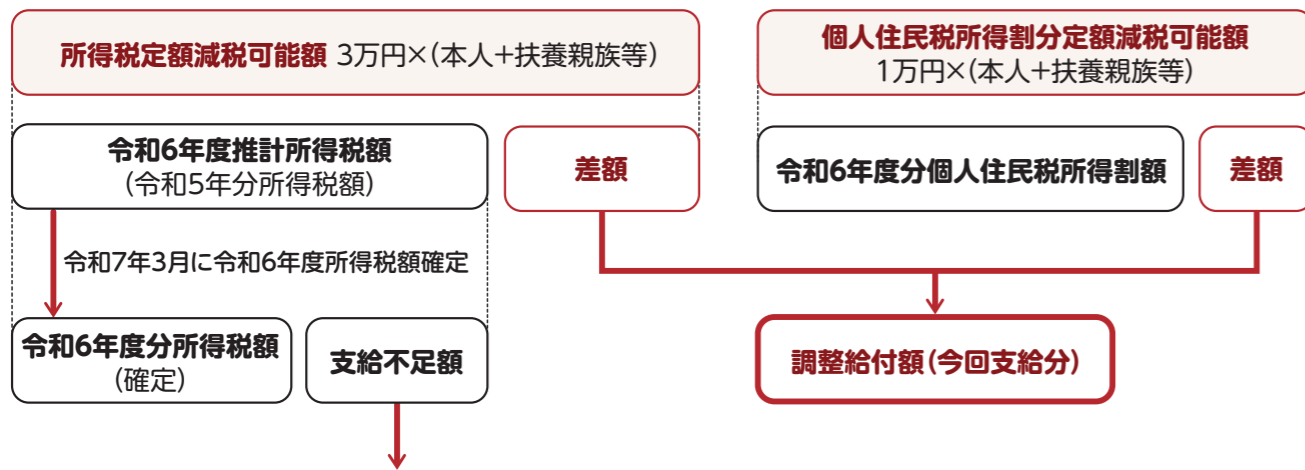 所得税定額減税可能額 3万円×(本人+扶養親族等)
個人住民税所得割分定額減税可能額
1万円×(本人+扶養親族等)
令和6年度推計所得税額
(令和5年分所得税額)
差額
令和6年度分個人住民税所得割額
差額
令和7年3月に令和6年度所得税額確定
令和6年度分所得税額
(確定)
支給不足額
調整給付額(今回支給分)